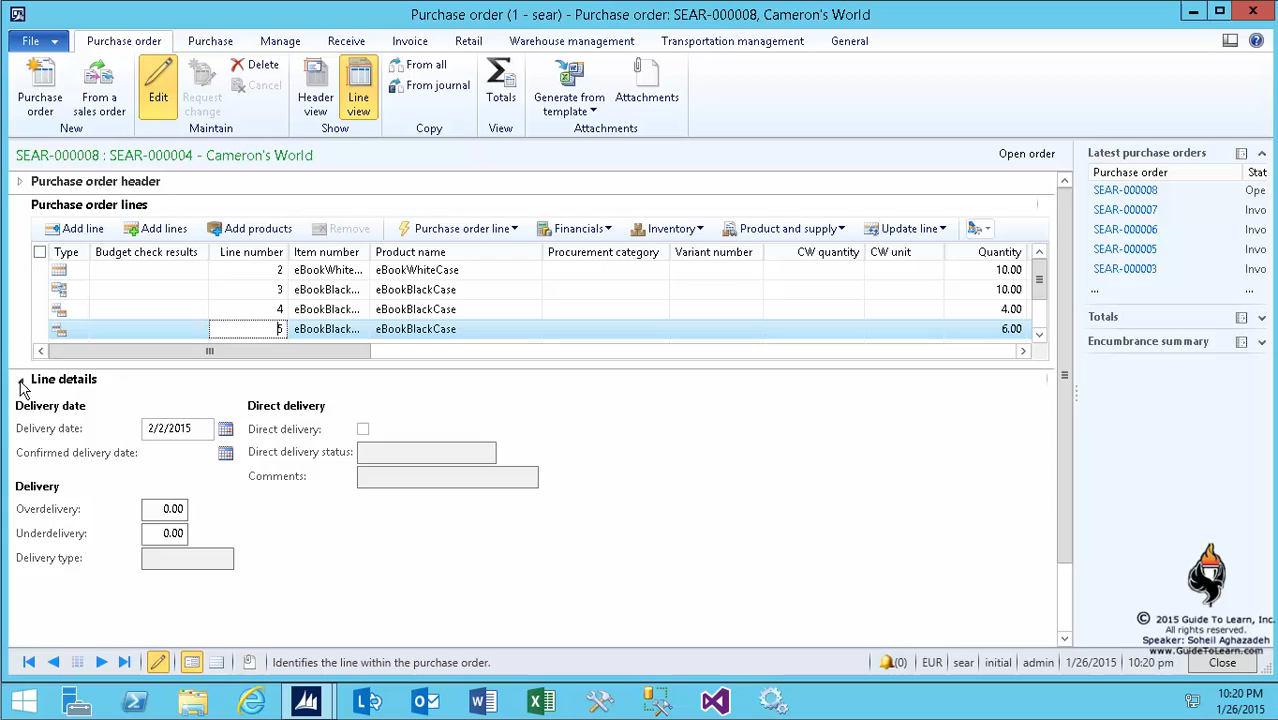 Purchase order (1 - sear) - Purchase order: SEAR-000008, Cameron's World
File Purchase order Purchase Manage Receive Invoice Retail Warehouse management Transportation management General
Purchase order
From a sales order
New
Edit
Request change
Delete
Cancel
Maintain
Header view
Line view
Show
From all
From journal
Copy
Totals
View
Generate from template
Attachments
Attachments
SEAR-000008 : SEAR-000004 - Cameron's World
Open order
Purchase order header
Purchase order lines
Add line Add lines Add products Remove Purchase order line Financials Inventory Product and supply Update line
Type Budget check results Line number Item number Product name Procurement category Variant number CW quantity CW unit Quantity
2 eBookWhite... eBookWhiteCase 10.00
3 eBookBlack... eBookBlackCase 10.00
4 eBookBlack... eBookBlackCase 4.00
5 eBookBlack... eBookBlackCase 6.00
Line details
Delivery date
Delivery date: 2/2/2015
Confirmed delivery date:
Delivery
Overdelivery: 0.00
Underdelivery: 0.00
Delivery type:
Direct delivery
Direct delivery:
Direct delivery status:
Comments:
Latest purchase orders
Purchase order Stat
SEAR-000008 Ope
SEAR-000007 Invo
SEAR-000006 Invo
SEAR-000005 Invo
SEAR-000003 Invo
... ...
Totals
Encumbrance summary
© 2015 Guide To Learn, Inc.
All rights reserved.
Speaker: Soheil Aghazadeh
www.GuideToLearn.com
Identifies the line within the purchase order.
(0) EUR sear initial admin 1/26/2015 10:20 pm Close
10:20 PM
1/26/2015